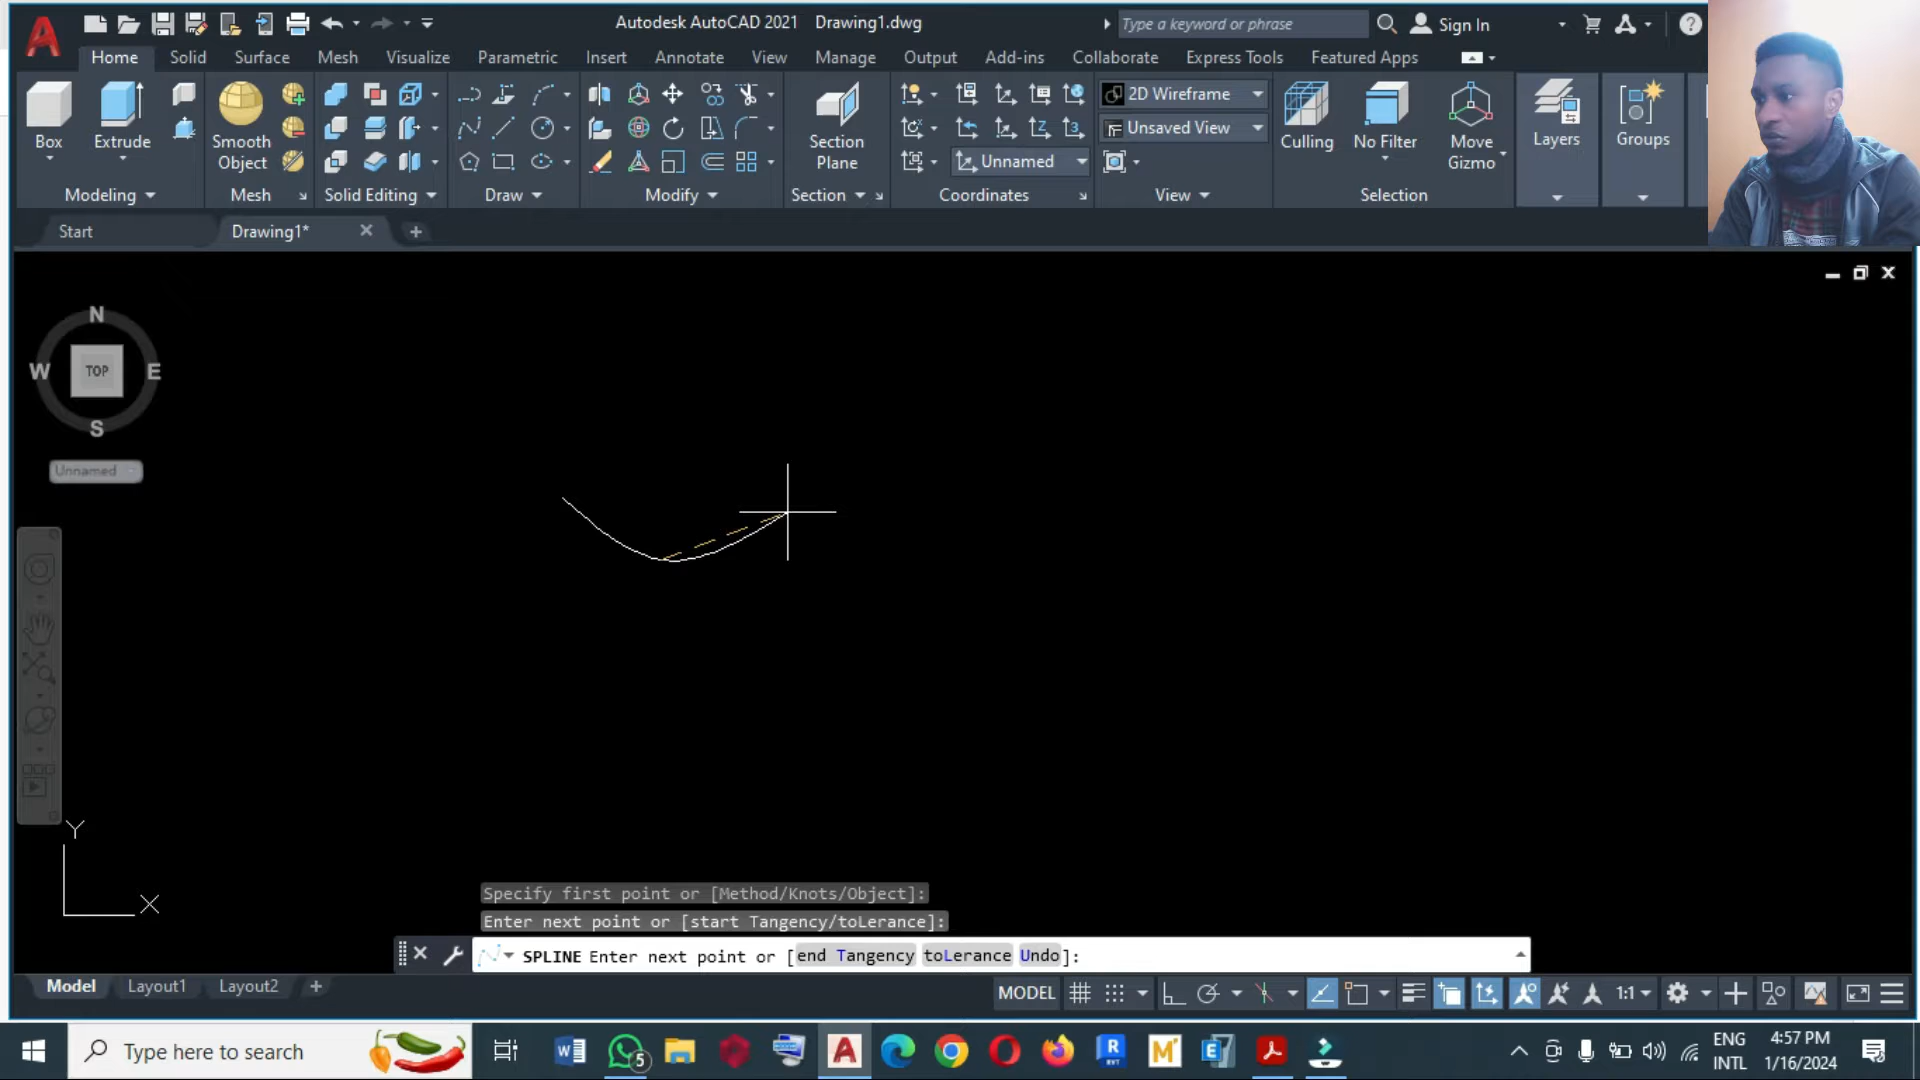 Autodesk AutoCAD 2021 Drawing1.dwg
Type a keyword or phrase
Sign In
Home Solid Surface Mesh Visualize Parametric Insert Annotate View Manage Output Add-ins Collaborate Express Tools Featured Apps
Box
Extrude
Smooth
Object
Section
Plane
2D Wireframe
Unsaved View
Unnamed
Culling
No Filter
Move
Gizmo
Layers
Groups
Modeling Mesh Solid Editing Draw Modify Section Coordinates View Selection
Start
Drawing1*
N
W TOP E
S
Unnamed
Y
X
Specify first point or [Method/Knots/Object]:
Enter next point or [start Tangency/toLerance]:
SPLINE Enter next point or [end Tangency toLerance Undo]:
Model Layout1 Layout2
MODEL
1:1
Type here to search
5
ENG
INTL
4:57 PM
1/16/2024